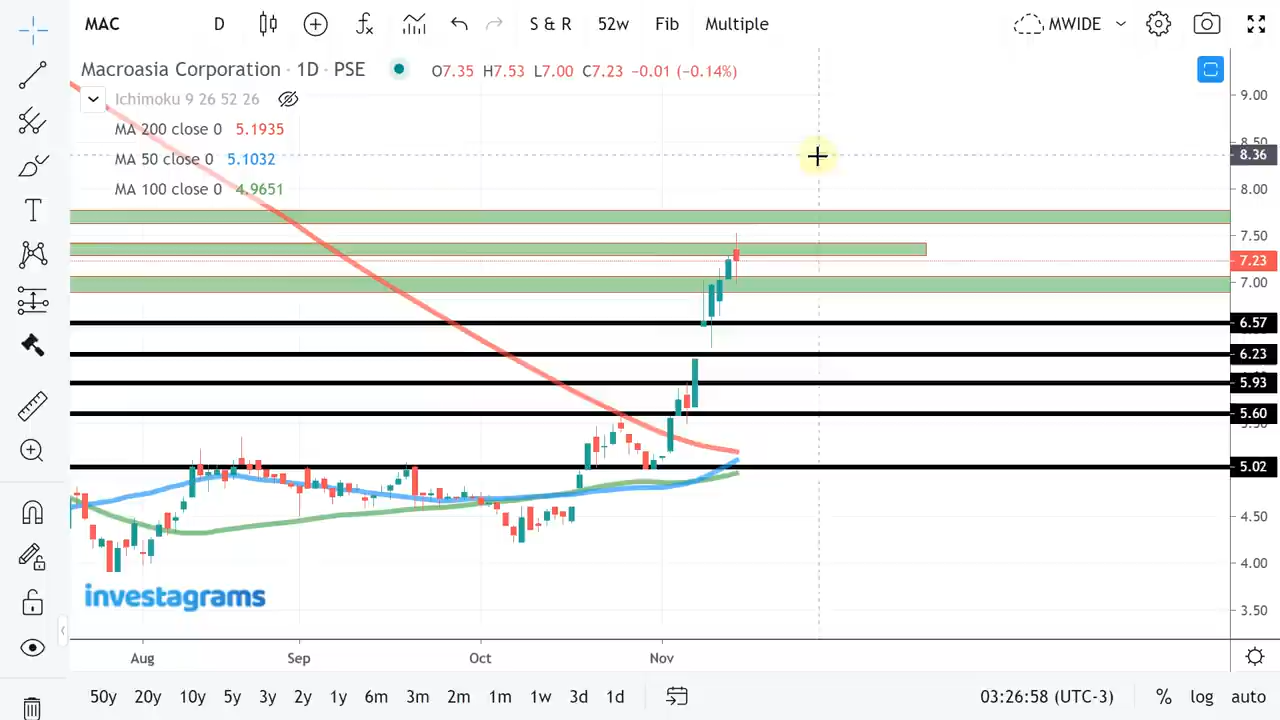 MAC D S & R 52w Fib Multiple MWIDE
Macroasia Corporation · 1D · PSE O7.35 H7.53 L7.00 C7.23 −0.01 (−0.14%)
Ichimoku 9 26 52 26
MA 200 close 0 5.1935
MA 50 close 0 5.1032
MA 100 close 0 4.9651
9.00
8.50
8.36
8.00
7.50
7.23
7.00
6.57
6.23
5.93
5.60
5.02
4.50
4.00
3.50
investagrams
Aug Sep Oct Nov
50y 20y 10y 5y 3y 2y 1y 6m 3m 2m 1m 1w 3d 1d 03:26:58 (UTC-3) % log auto